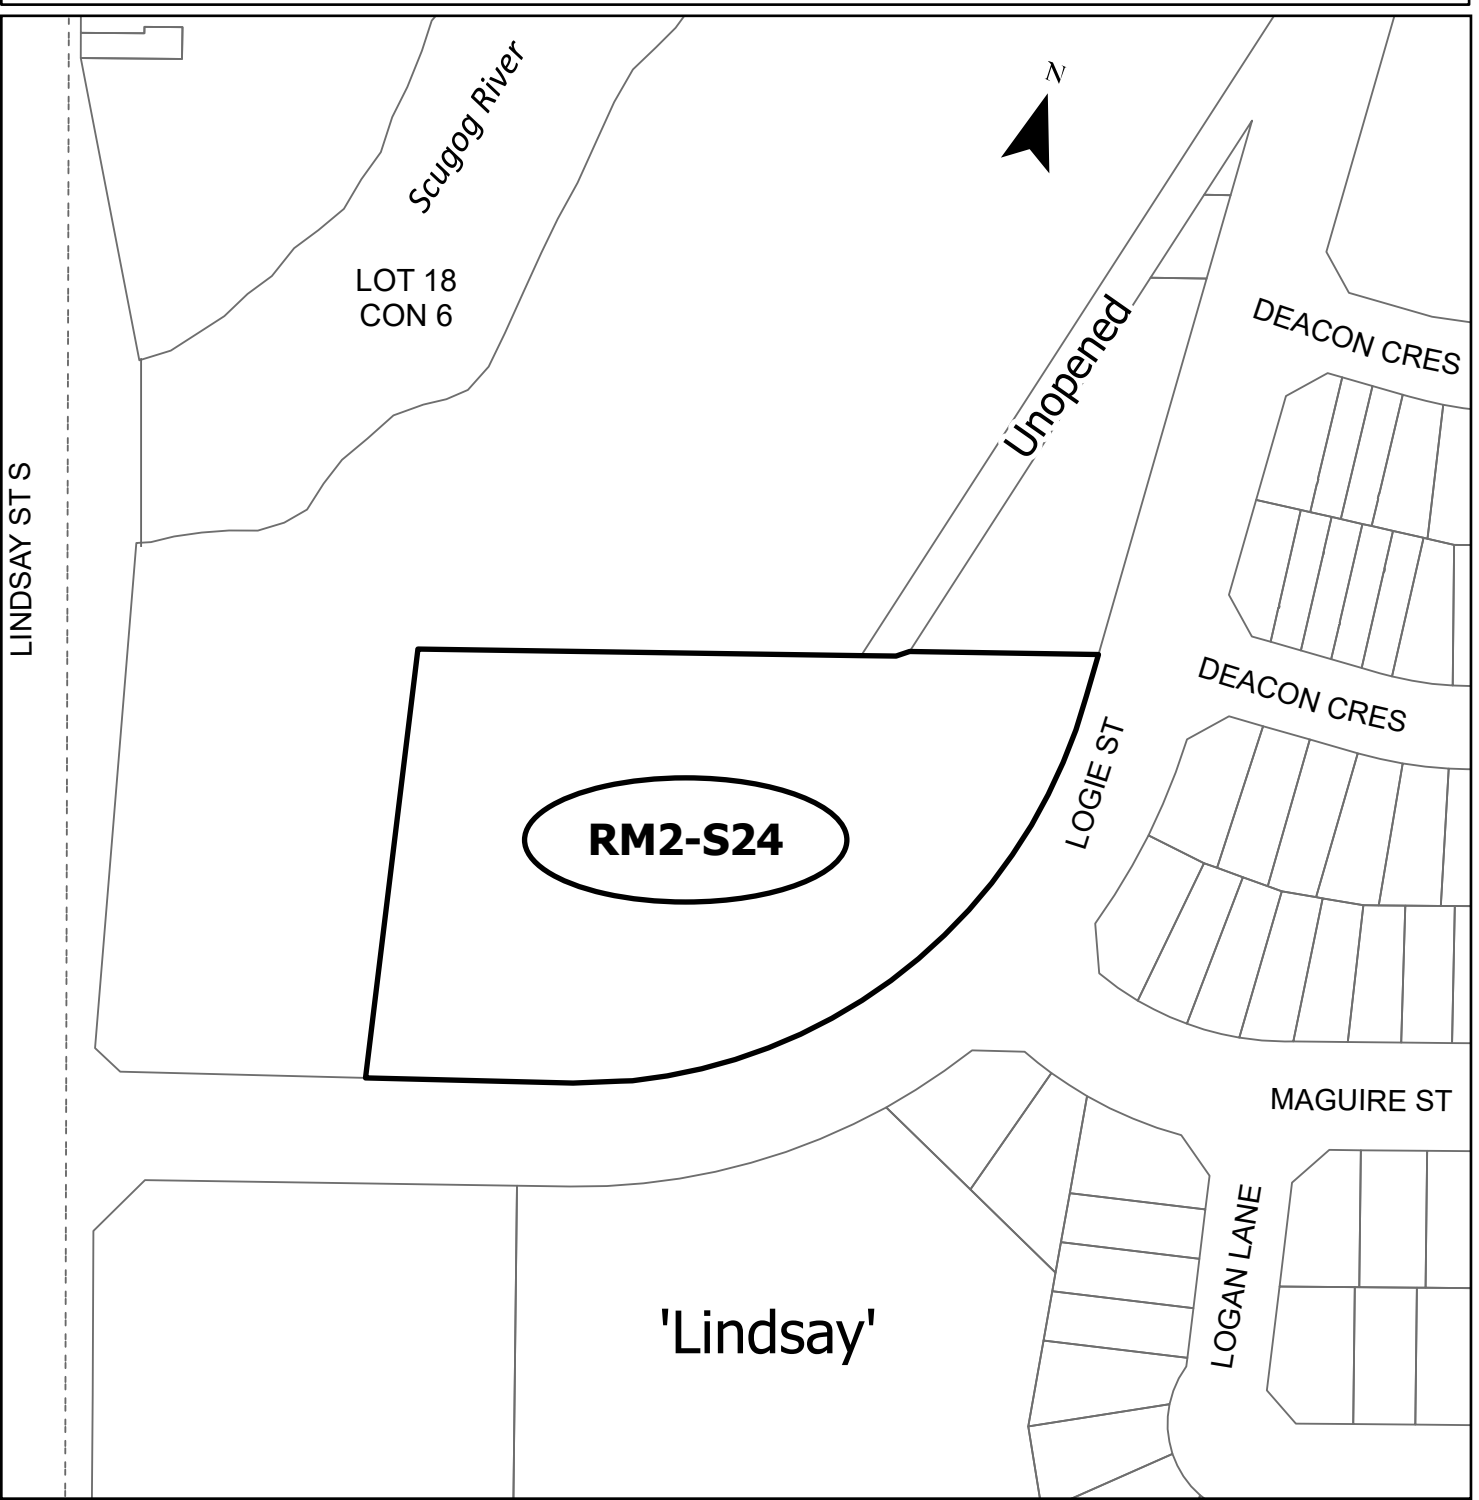 Scugog River
N
LOT 18
CON 6
DEACON CRES
Unopened
LINDSAY ST S
DEACON CRES
LOGIE ST
RM2-S24
MAGUIRE ST
LOGAN LANE
'Lindsay'